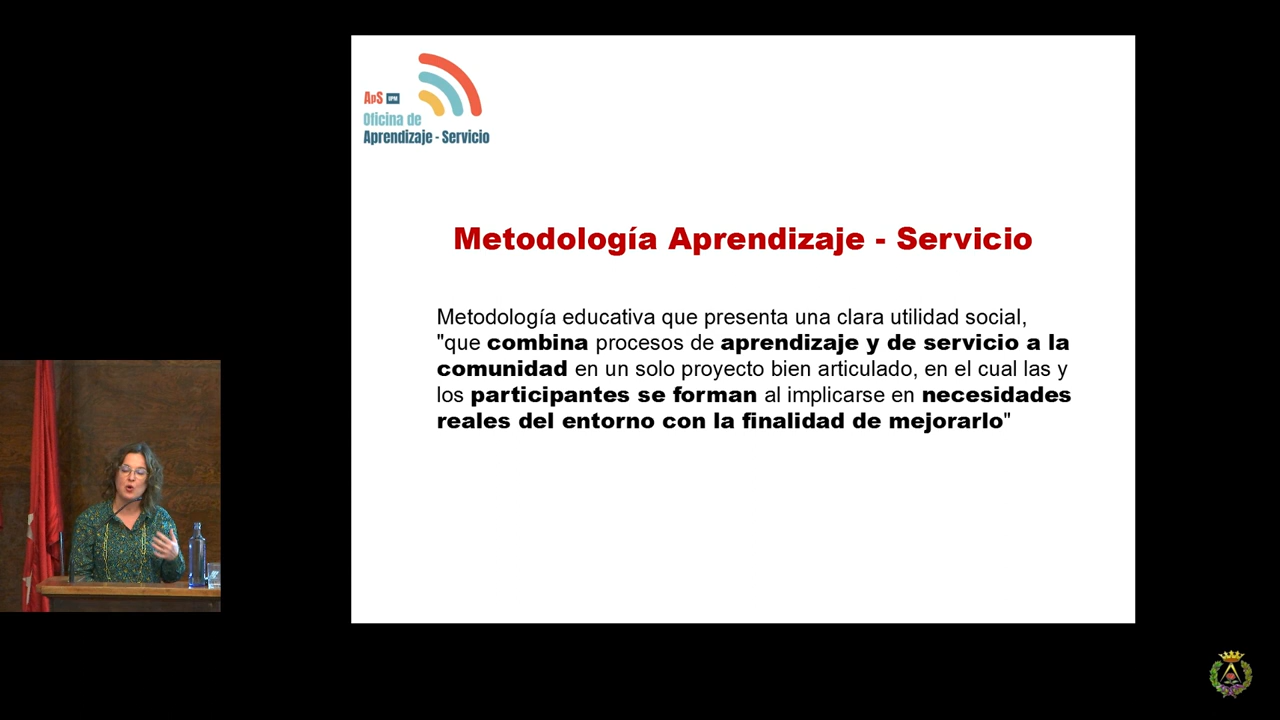 ApS UPM
Oficina de
Aprendizaje - Servicio
Metodología Aprendizaje - Servicio
Metodología educativa que presenta una clara utilidad social,
"que combina procesos de aprendizaje y de servicio a la
comunidad en un solo proyecto bien articulado, en el cual las y
los participantes se forman al implicarse en necesidades
reales del entorno con la finalidad de mejorarlo"